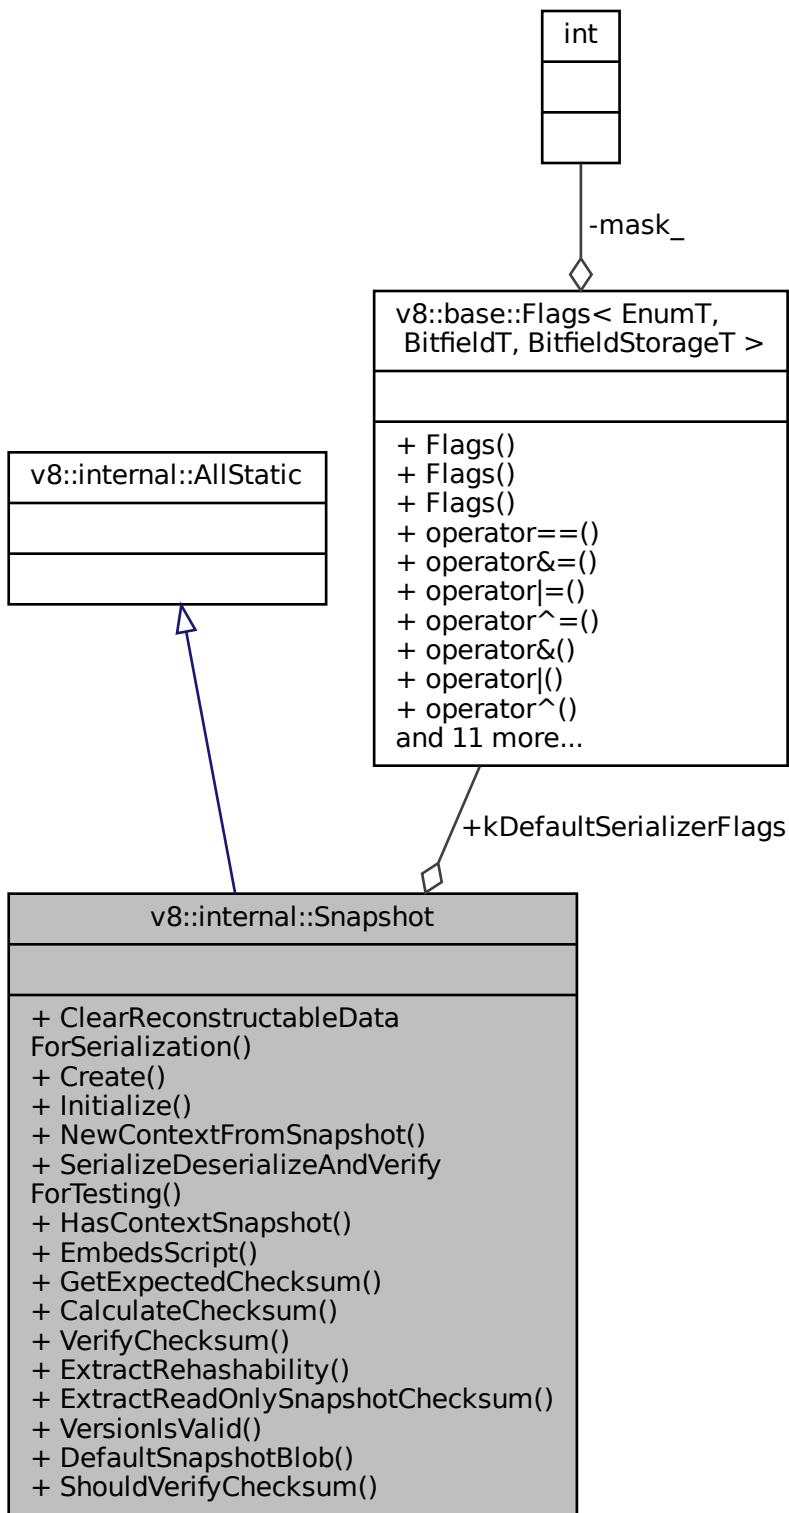 int
-mask_
v8::base::Flags< EnumT,
BitfieldT, BitfieldStorageT >
+ Flags()
+ Flags()
+ Flags()
+ operator==()
+ operator&=()
+ operator|=()
+ operator^=()
+ operator&()
+ operator|()
+ operator^()
and 11 more...
v8::internal::AllStatic
+kDefaultSerializerFlags
v8::internal::Snapshot
+ ClearReconstructableData
ForSerialization()
+ Create()
+ Initialize()
+ NewContextFromSnapshot()
+ SerializeDeserializeAndVerify
ForTesting()
+ HasContextSnapshot()
+ EmbedsScript()
+ GetExpectedChecksum()
+ CalculateChecksum()
+ VerifyChecksum()
+ ExtractRehashability()
+ ExtractReadOnlySnapshotChecksum()
+ VersionIsValid()
+ DefaultSnapshotBlob()
+ ShouldVerifyChecksum()